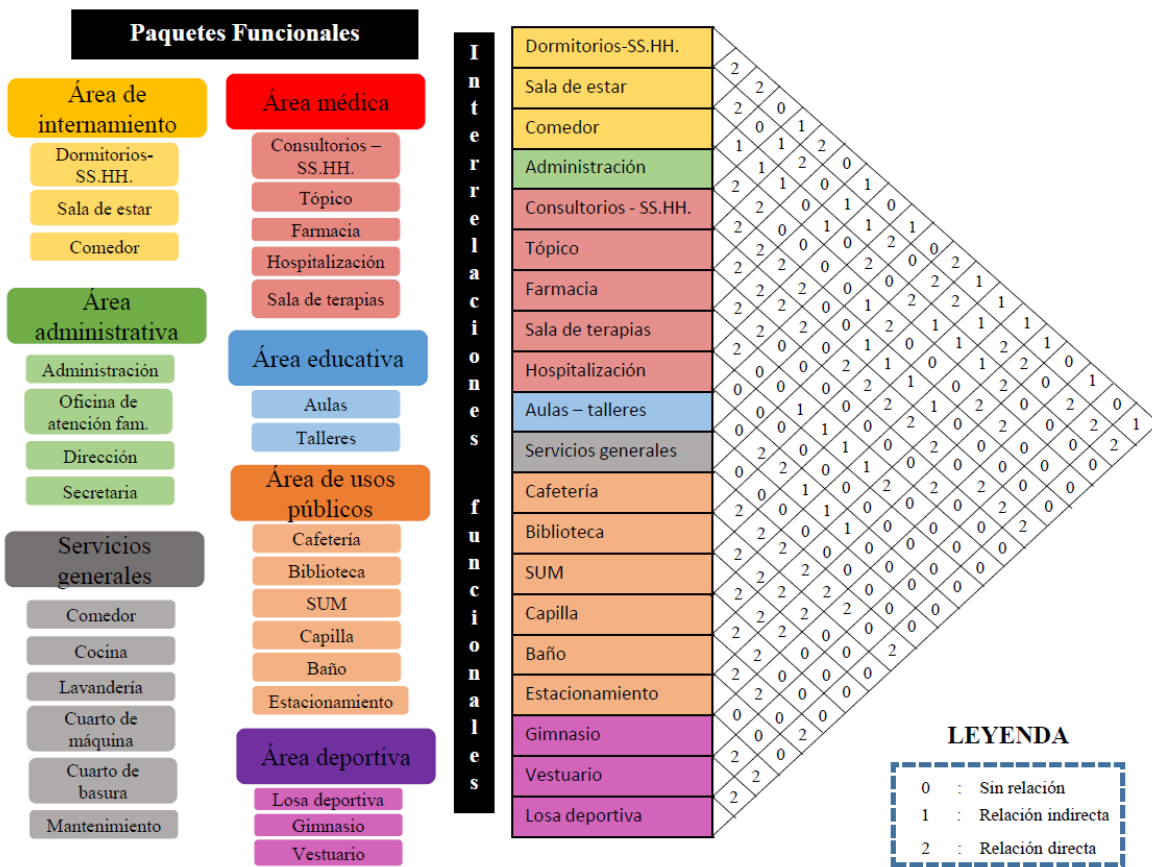 Paquetes Funcionales
Área de
internamiento
Dormitorios-
SS.HH.
Sala de estar
Comedor
Área
administrativa
Administración
Oficina de
atención fam.
Dirección
Secretaria
Servicios
generales
Comedor
Cocina
Lavandería
Cuarto de
máquina
Cuarto de
basura
Mantenimiento
Área médica
Consultorios –
SS.HH.
Tópico
Farmacia
Hospitalización
Sala de terapias
Área educativa
Aulas
Talleres
Área de usos
públicos
Cafetería
Biblioteca
SUM
Capilla
Baño
Estacionamiento
Área deportiva
Losa deportiva
Gimnasio
Vestuario
Interrelaciones funcionales
Dormitorios-SS.HH.
Sala de estar
Comedor
Administración
Consultorios - SS.HH.
Tópico
Farmacia
Sala de terapias
Hospitalización
Aulas – talleres
Servicios generales
Cafetería
Biblioteca
SUM
Capilla
Baño
Estacionamiento
Gimnasio
Vestuario
Losa deportiva
LEYENDA
0 : Sin relación
1 : Relación indirecta
2 : Relación directa